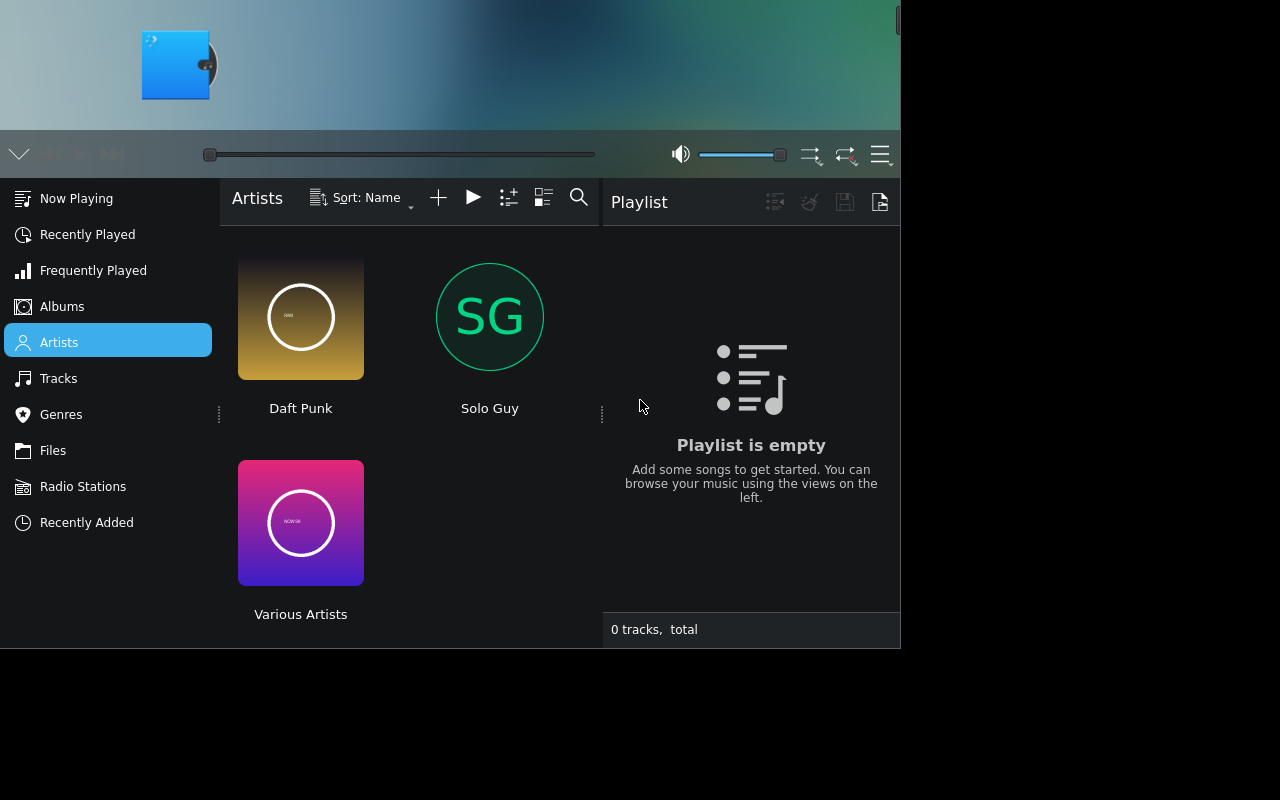 Now Playing
Recently Played
Frequently Played
Albums
Artists
Tracks
Genres
Files
Radio Stations
Recently Added
Artists
Sort: Name
SG
Daft Punk
Solo Guy
Various Artists
Playlist
Playlist is empty
Add some songs to get started. You can
browse your music using the views on the
left.
0 tracks,  total